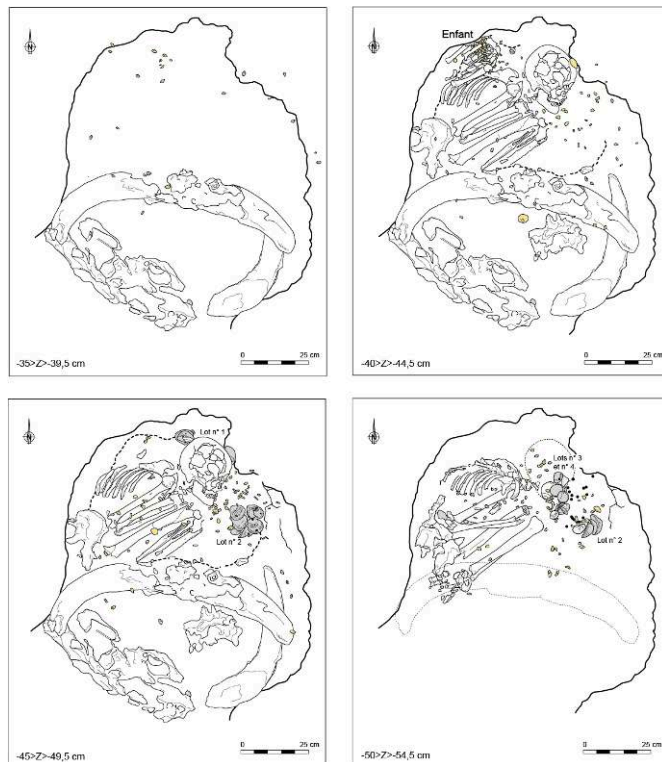 N
-35>Z>-39,5 cm
0 25 cm
N
Enfant
-40>Z>-44,5 cm
0 25 cm
N
Lot n° 1
Lot n° 2
-45>Z>-49,5 cm
0 25 cm
N
Lots n° 3
et n° 4
Lot n° 2
-50>Z>-54,5 cm
0 25 cm